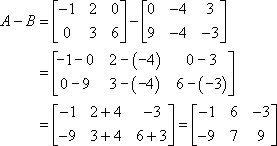 A − B = [−1 2 0; 0 3 6] − [0 −4 3; 9 −4 −3]
= [−1−0 2−(−4) 0−3; 0−9 3−(−4) 6−(−3)]
= [−1 2+4 −3; −9 3+4 6+3] = [−1 6 −3; −9 7 9]